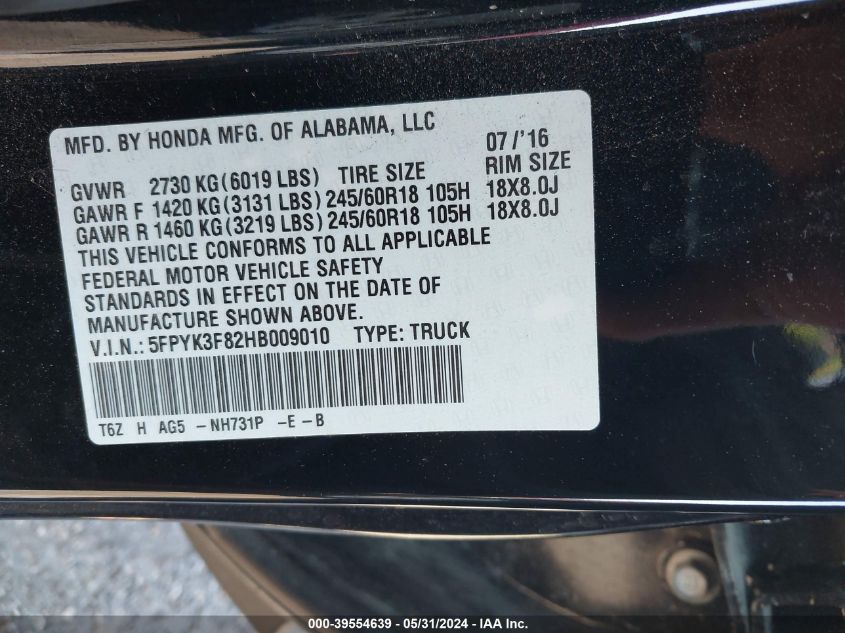 MFD. BY HONDA MFG. OF ALABAMA, LLC 07 /'16
GVWR 2730 KG (6019 LBS) TIRE SIZE RIM SIZE
GAWR F 1420 KG (3131 LBS) 245/60R18 105H 18X8.0J
GAWR R 1460 KG (3219 LBS) 245/60R18 105H 18X8.0J
THIS VEHICLE CONFORMS TO ALL APPLICABLE
FEDERAL MOTOR VEHICLE SAFETY
STANDARDS IN EFFECT ON THE DATE OF
MANUFACTURE SHOWN ABOVE.
V.I.N.: 5FPYK3F82HB009010 TYPE: TRUCK
T6Z H AG5 - NH731P - E - B
000-39554639 - 05/31/2024 - IAA Inc.